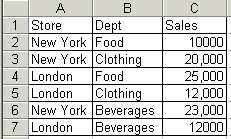 A B C
1 Store Dept Sales
2 New York Food 10000
3 New York Clothing 20,000
4 London Food 25,000
5 London Clothing 12,000
6 New York Beverages 23,000
7 London Beverages 12000